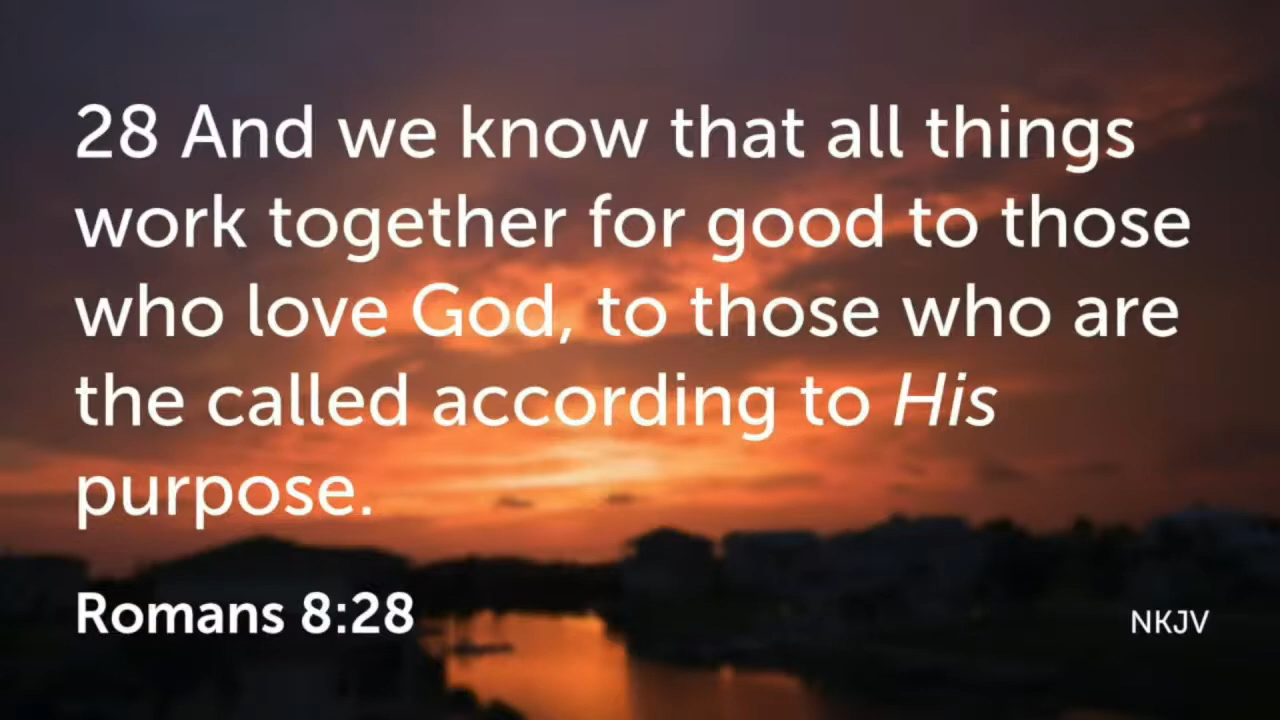 28 And we know that all things
work together for good to those
who love God, to those who are
the called according to His
purpose.
Romans 8:28
NKJV